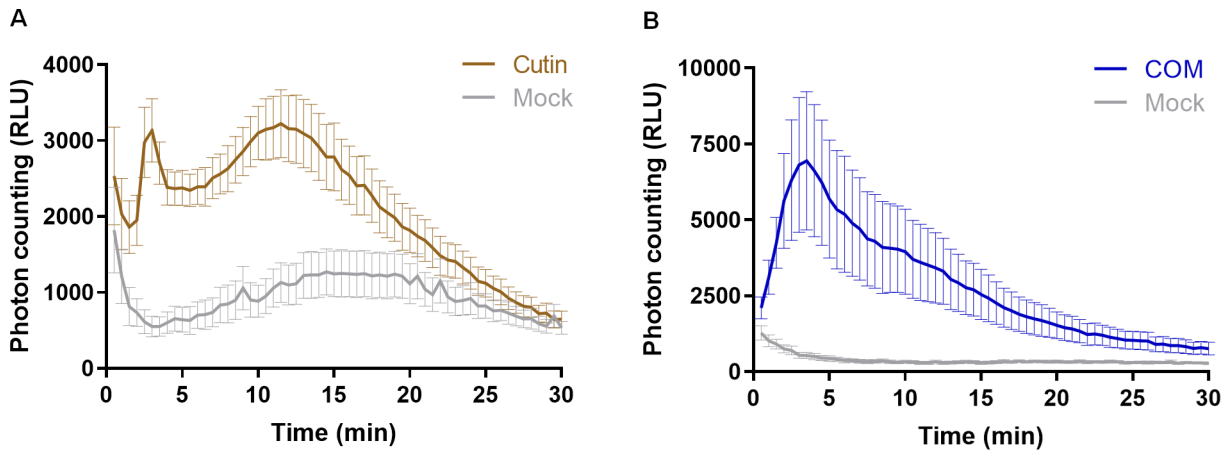 A
Cutin
Mock
Photon counting (RLU)
4000
3000
2000
1000
0
0 5 10 15 20 25 30
Time (min)
B
COM
Mock
Photon counting (RLU)
10000
7500
5000
2500
0
0 5 10 15 20 25 30
Time (min)